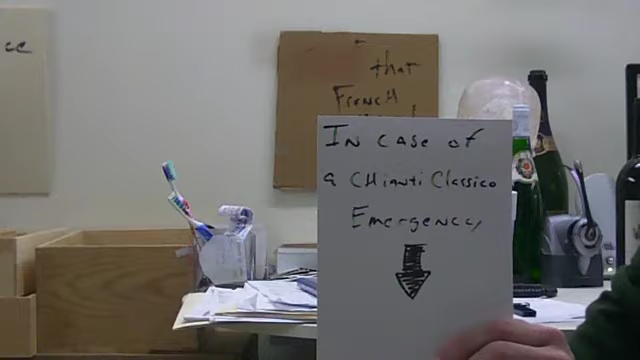 ce
that
French
In case of
a Chianti Classico
Emergency